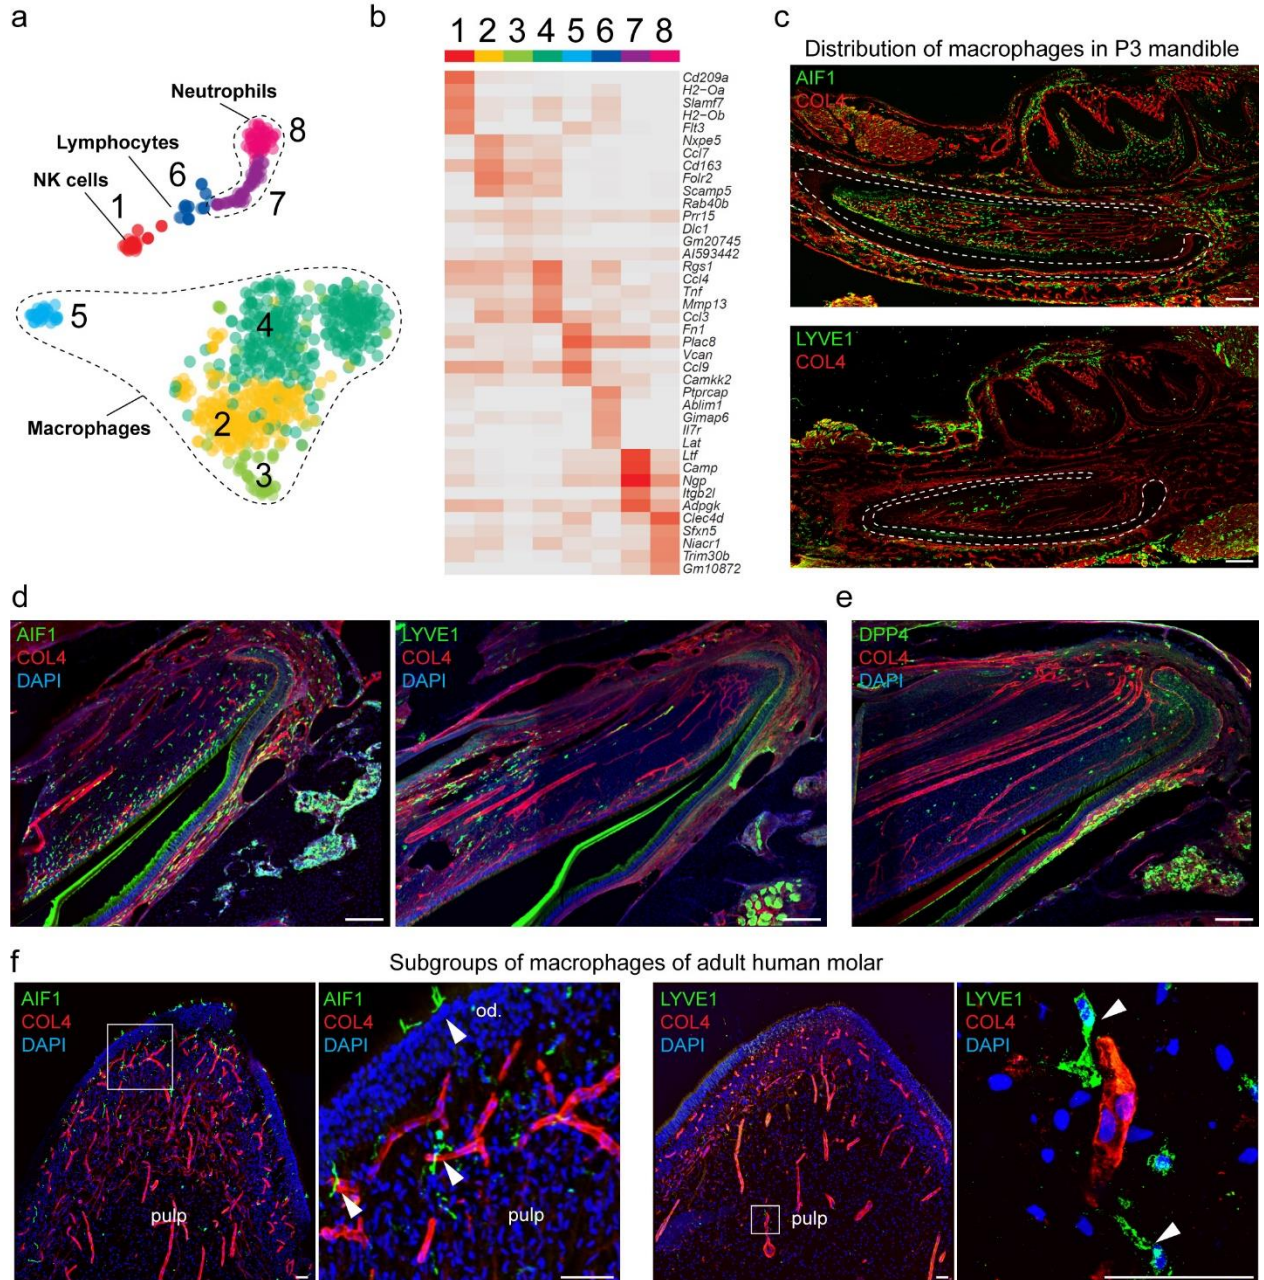 a
Neutrophils
8
Lymphocytes
6
NK cells
7
1
5
4
2
Macrophages
3
b
1 2 3 4 5 6 7 8
Cd209a
H2-Oa
Slamf7
H2-Ob
Flt3
Nxpe5
Ccl7
Cd163
Folr2
Scamp5
Rab40b
Prr15
Dlc1
Gm20745
AI593442
Rgs1
Ccl4
Tnf
Mmp13
Ccl3
Fn1
Plac8
Vcan
Ccl9
Camkk2
Ptprcap
Ablim1
Gimap6
Il7r
Lat
Ltf
Camp
Ngp
Itgb2l
Adpgk
Clec4d
Sfxn5
Niacr1
Trim30b
Gm10872
c
Distribution of macrophages in P3 mandible
AIF1
COL4
LYVE1
COL4
d
AIF1
COL4
DAPI
LYVE1
COL4
DAPI
e
DPP4
COL4
DAPI
f
Subgroups of macrophages of adult human molar
AIF1
COL4
DAPI
pulp
AIF1
COL4
DAPI
od.
pulp
LYVE1
COL4
DAPI
pulp
LYVE1
COL4
DAPI